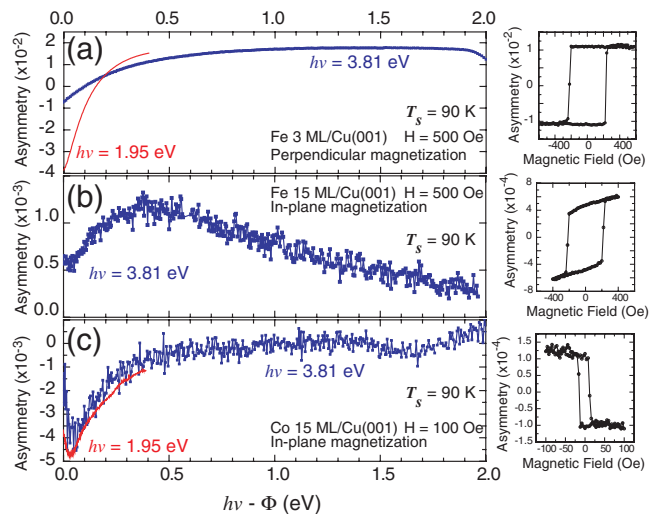 0.0 0.5 1.0 1.5 2.0
(a)
Asymmetry (x10-2)
2
1
0
-1
-2
-3
-4
hν = 3.81 eV
hν = 1.95 eV
Ts = 90 K
Fe 3 ML/Cu(001) H = 500 Oe
Perpendicular magnetization
Asymmetry (x10-2)
1
0
-1
-400 0 400
Magnetic Field (Oe)
(b)
Asymmetry (x10-3)
1.0
0.5
0.0
Fe 15 ML/Cu(001) H = 500 Oe
In-plane magnetization
Ts = 90 K
hν = 3.81 eV
Asymmetry (x10-4)
8
4
0
-4
-8
-400 0 400
Magnetic Field (Oe)
(c)
Asymmetry (x10-3)
0
-1
-2
-3
-4
-5
hν = 3.81 eV
Ts = 90 K
hν = 1.95 eV
Co 15 ML/Cu(001) H = 100 Oe
In-plane magnetization
0.0 0.5 1.0 1.5 2.0
hν - Φ (eV)
Asymmetry (x10-4)
1.5
1.0
0.5
0.0
-0.5
-1.0
-1.5
-100 -50 0 50 100
Magnetic Field (Oe)